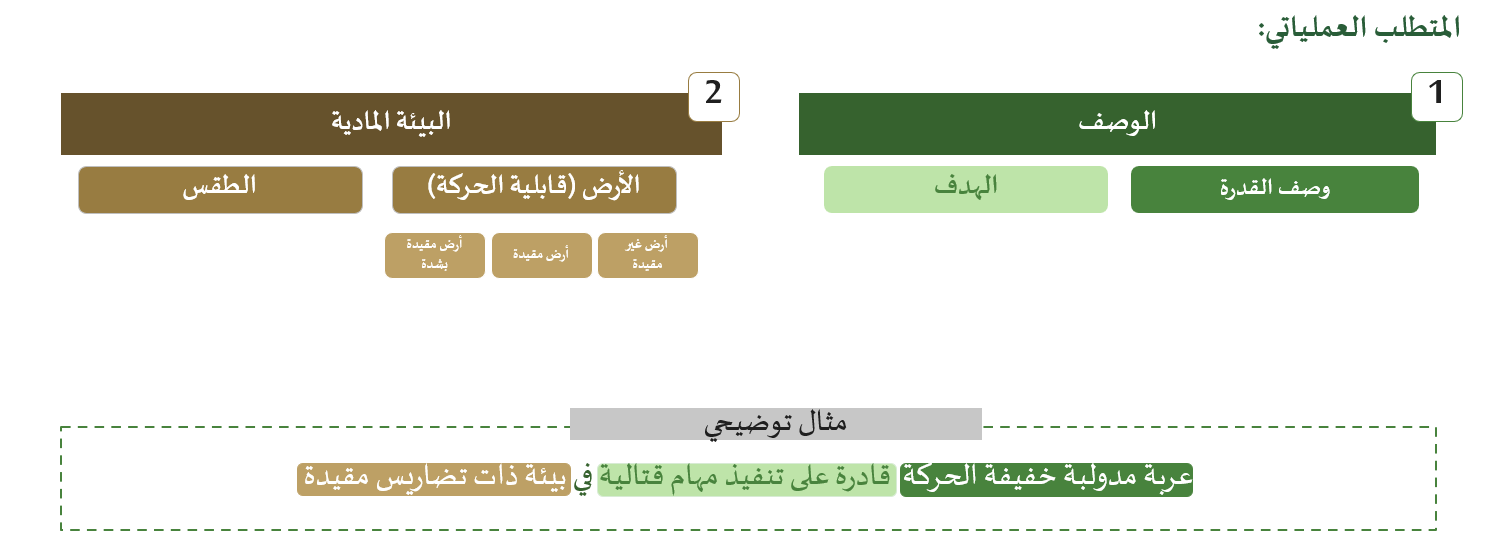 المتطلب العملياتي:
1
الوصف
وصف القدرة
الهدف
2
البيئة المادية
الأرض (قابلية الحركة)
الطقس
أرض غير
مقيدة
أرض مقيدة
أرض مقيدة
بشدة
مثال توضيحي
عربة مدولبة خفيفة الحركة قادرة على تنفيذ مهام قتالية في بيئة ذات تضاريس مقيدة